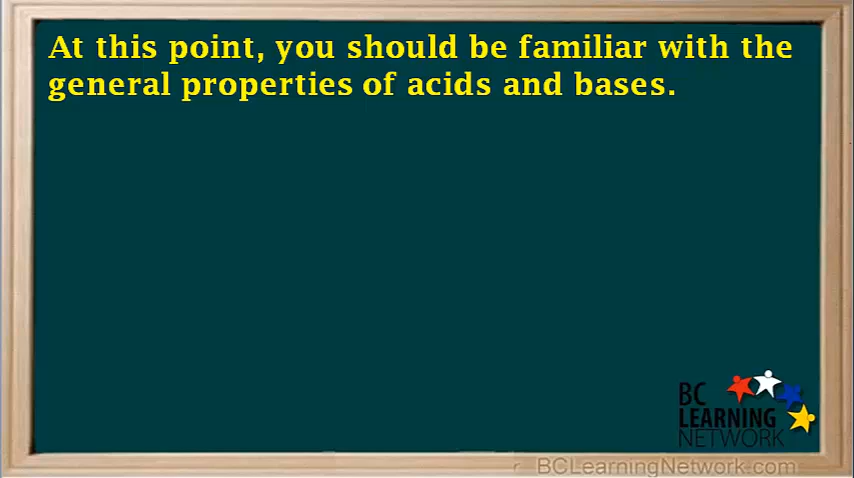 At this point, you should be familiar with the
general properties of acids and bases.
BC
LEARNING
NETWORK
BCLearningNetwork.com